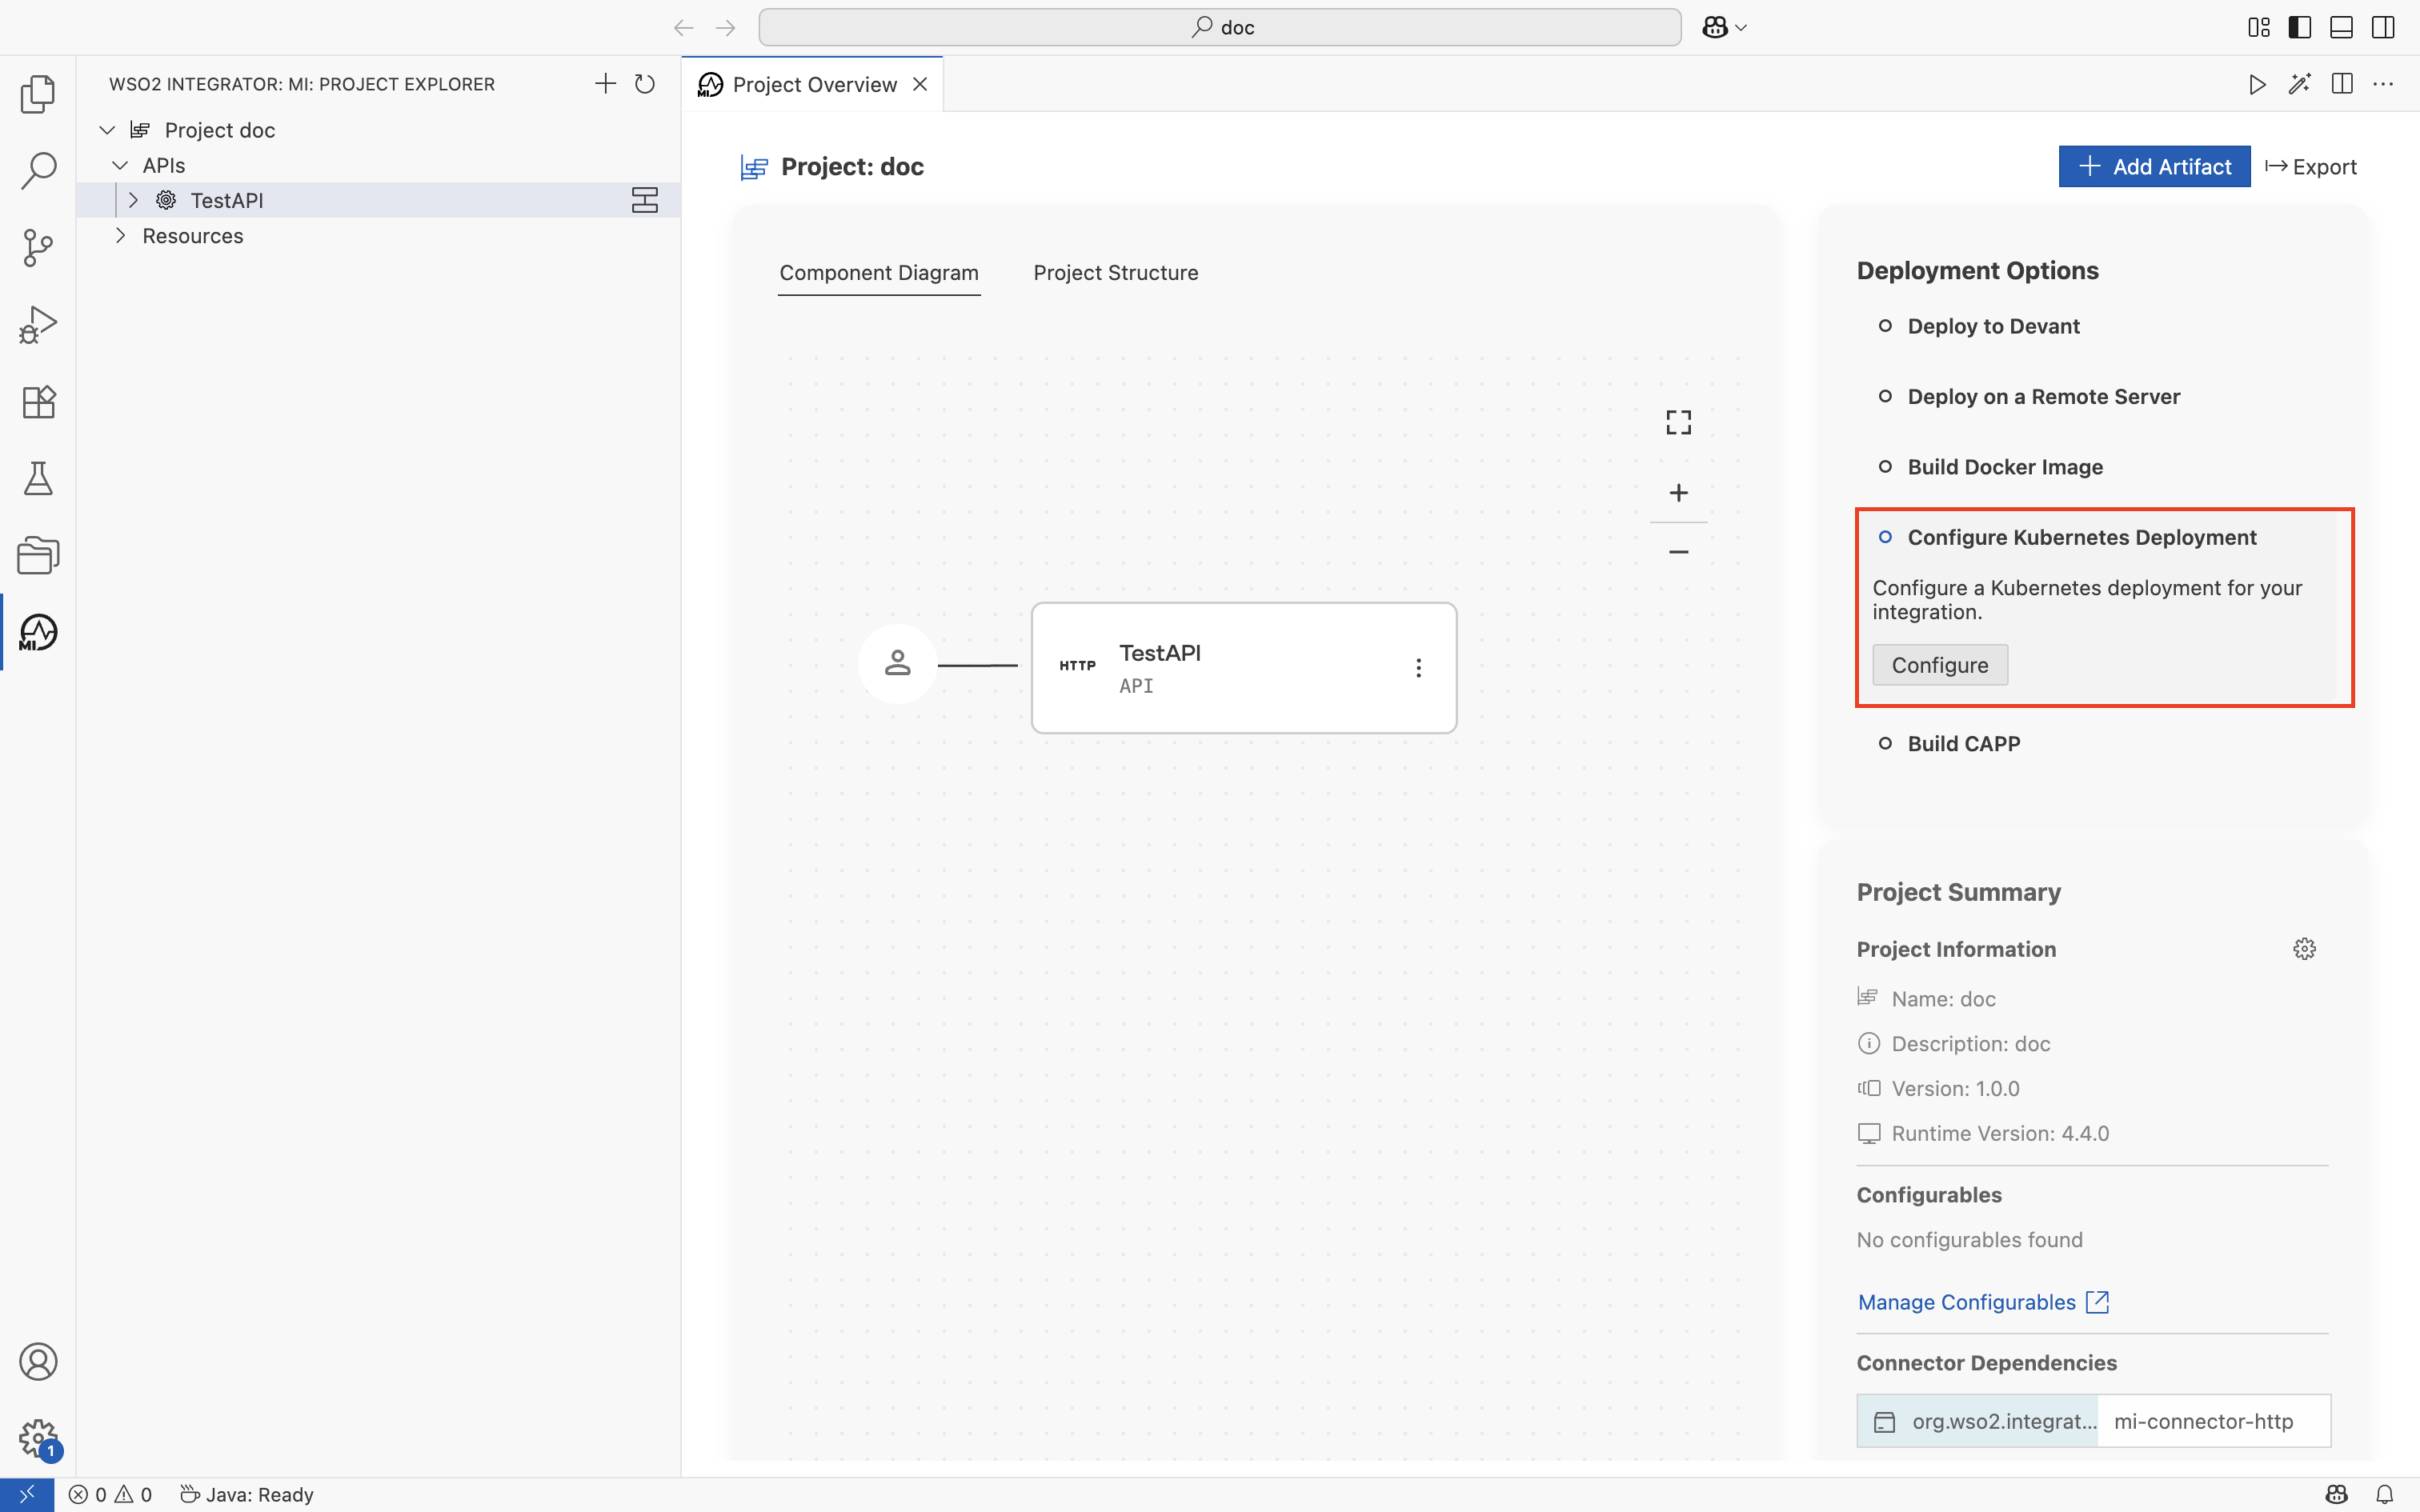 doc
WSO2 INTEGRATOR: MI: PROJECT EXPLORER
Project doc
APIs
TestAPI
Resources
MI
Project Overview
Project: doc
Add Artifact
Export
Component Diagram
Project Structure
HTTP
TestAPI
API
Deployment Options
Deploy to Devant
Deploy on a Remote Server
Build Docker Image
Configure Kubernetes Deployment
Configure a Kubernetes deployment for your
integration.
Configure
Build CAPP
Project Summary
Project Information
Name: doc
Description: doc
Version: 1.0.0
Runtime Version: 4.4.0
Configurables
No configurables found
Manage Configurables
Connector Dependencies
org.wso2.integrat... mi-connector-http
MI
1
0 0 Java: Ready